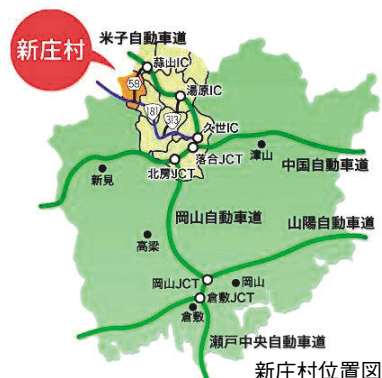 新庄村
米子自動車道
蒜山IC
58
湯原IC
181
313
久世IC
落合JCT
津山
中国自動車道
北房JCT
新見
岡山自動車道
山陽自動車道
高梁
岡山JCT
岡山
倉敷JCT
倉敷
瀬戸中央自動車道
新庄村位置図